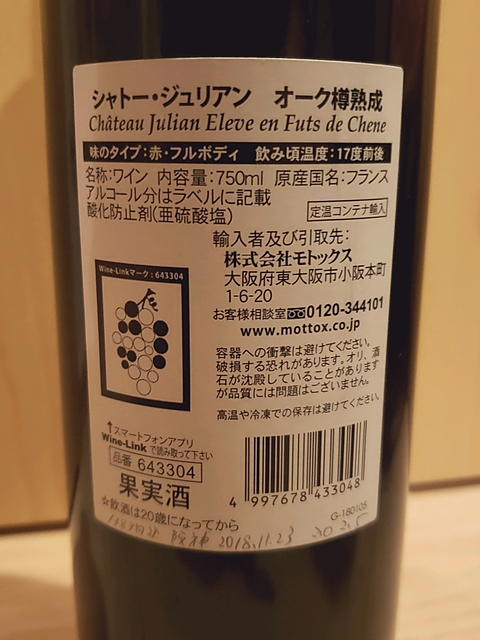 シャトー・ジュリアン　オーク樽熟成
Château Julian Eleve en Futs de Chene
味のタイプ：赤・フルボディ　飲み頃温度：17度前後
名称：ワイン 内容量：750ml 原産国名：フランス
アルコール分はラベルに記載
酸化防止剤(亜硫酸塩)
定温コンテナ輸入
輸入者及び引取先：
株式会社モトックス
大阪府東大阪市小阪本町
1-6-20
お客様相談室 0120-344101
www.mottox.co.jp
Wine-Linkマーク：643304
容器への衝撃は避けてください。
破損する恐れがあります。オリ、酒
石が沈殿していることがあります
が品質には問題はございません。
高温や冷凍での保存は避けてください。
↑スマートフォンアプリ
Wine-Link で読み取って下さい
品番 643304
果実酒
☆飲酒は20歳になってから
4 997678 433048
G-180105
阪神 2018.11.23